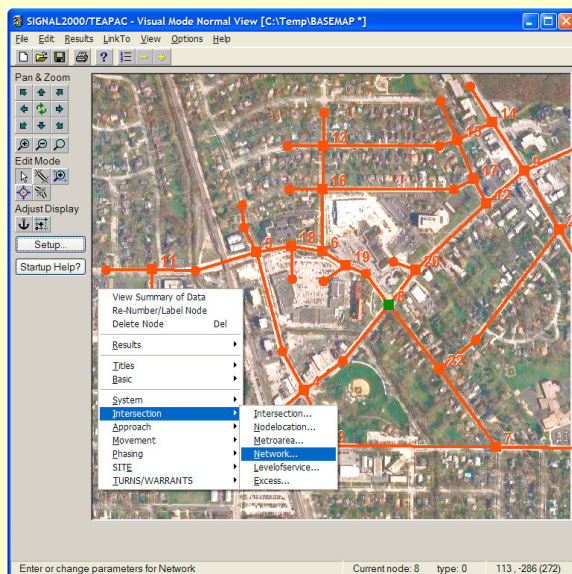 SIGNAL2000/TEAPAC - Visual Mode Normal View [C:\Temp\BASEMAP *]
File Edit Results LinkTo View Options Help
Pan & Zoom
Edit Mode
Adjust Display
Setup...
Startup Help?
14
15
13
9
17
16
12
18
6
5
19
20
11
8
22
4
7
View Summary of Data
Re-Number/Label Node
Delete Node Del
Results
Titles
Basic
System
Intersection
Approach
Movement
Phasing
SITE
TURNS/WARRANTS
Intersection...
Nodelocation...
Metroarea...
Network...
Levelofservice...
Excess...
Enter or change parameters for Network
Current node: 8 type: 0 113 , -286 (272)